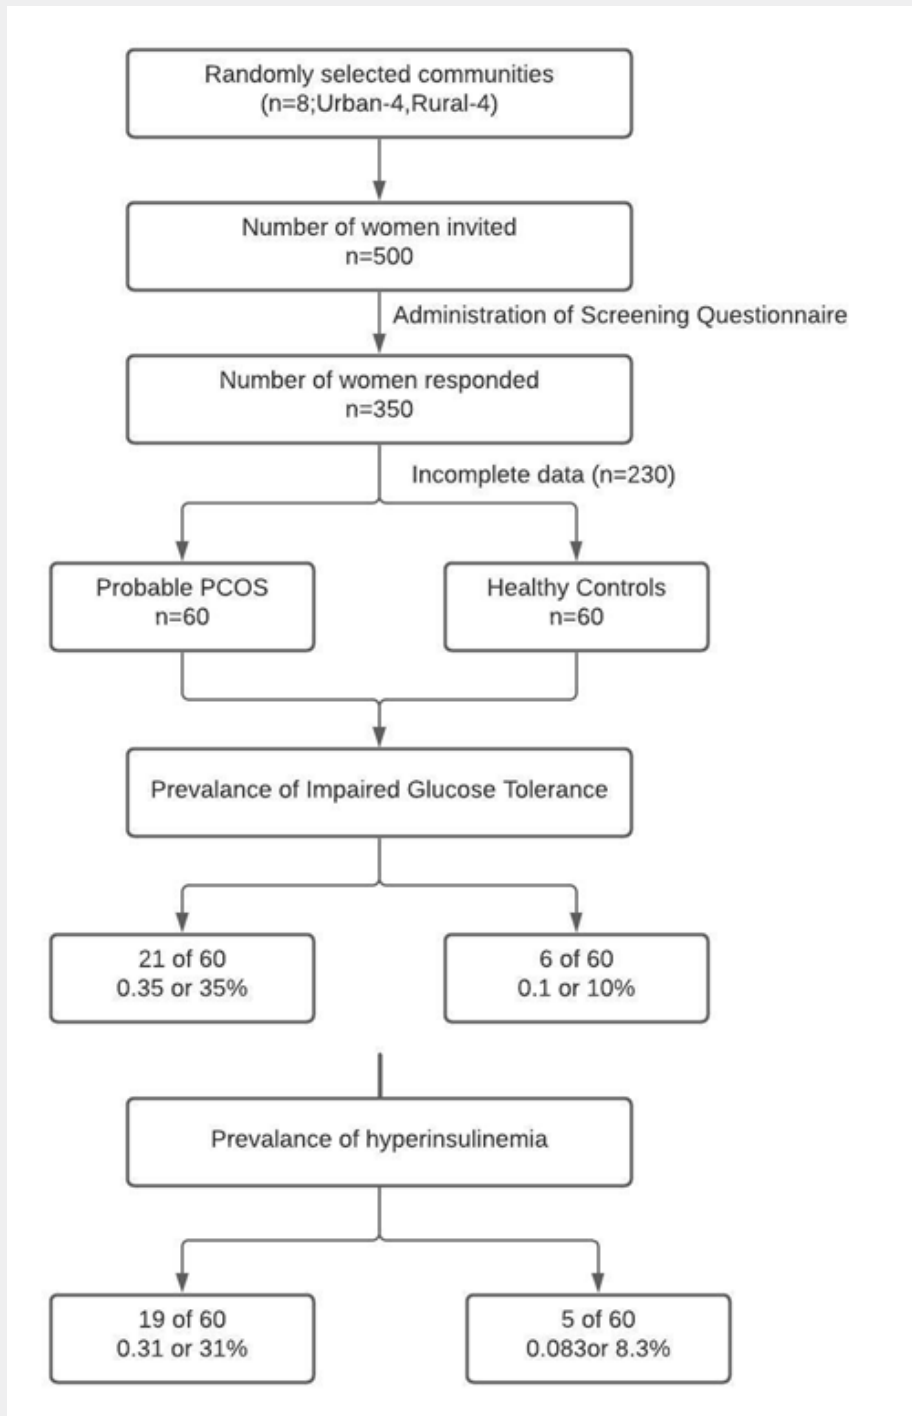 Randomly selected communities
(n=8;Urban-4,Rural-4)
Number of women invited
n=500
Administration of Screening Questionnaire
Number of women responded
n=350
Incomplete data (n=230)
Probable PCOS
n=60
Healthy Controls
n=60
Prevalance of Impaired Glucose Tolerance
21 of 60
0.35 or 35%
6 of 60
0.1 or 10%
Prevalance of hyperinsulinemia
19 of 60
0.31 or 31%
5 of 60
0.083or 8.3%